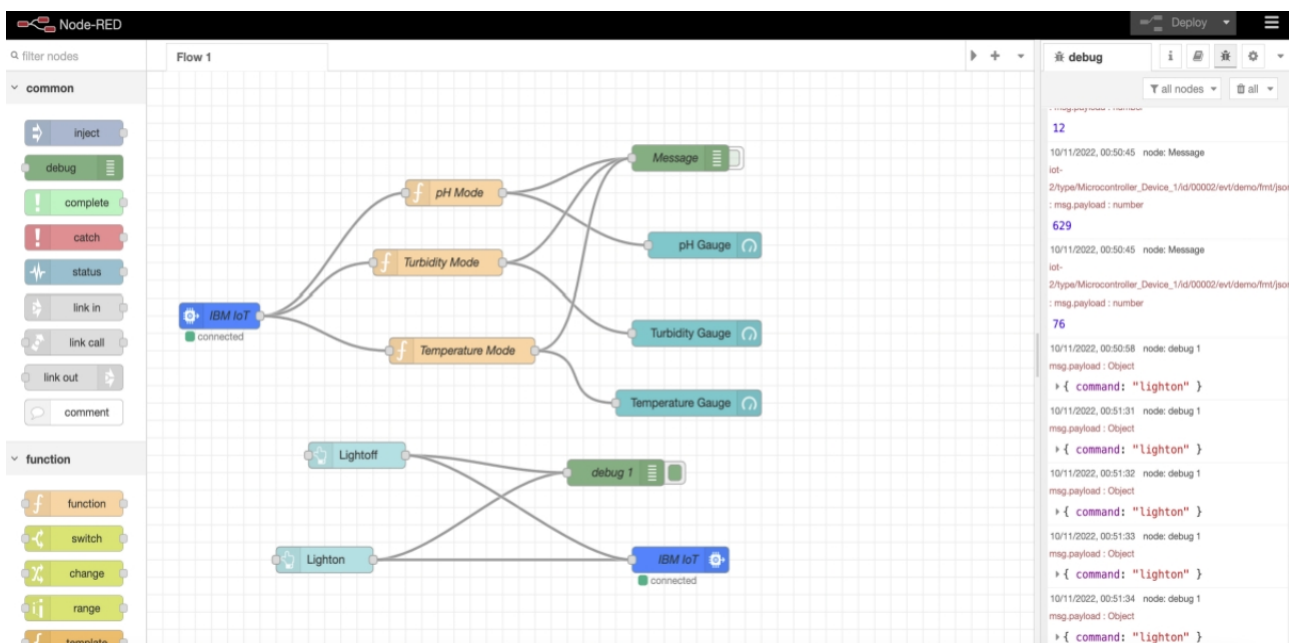 Node-RED
Deploy
filter nodes
Flow 1
debug
i
common
all nodes
all
: msg.payload : number
inject
12
debug
10/11/2022, 00:50:45 node: Message
iot-
2/type/Microcontroller_Device_1/id/00002/evt/demo/fmt/json
: msg.payload : number
629
complete
catch
status
link in
link call
link out
comment
function
function
switch
change
range
template
Message
pH Mode
pH Gauge
Turbidity Mode
IBM IoT
connected
Turbidity Gauge
Temperature Mode
Temperature Gauge
Lightoff
debug 1
Lighton
IBM IoT
connected
10/11/2022, 00:50:45 node: Message
iot-
2/type/Microcontroller_Device_1/id/00002/evt/demo/fmt/json
: msg.payload : number
76
10/11/2022, 00:50:58 node: debug 1
msg.payload : Object
{ command: "lighton" }
10/11/2022, 00:51:31 node: debug 1
msg.payload : Object
{ command: "lighton" }
10/11/2022, 00:51:32 node: debug 1
msg.payload : Object
{ command: "lighton" }
10/11/2022, 00:51:33 node: debug 1
msg.payload : Object
{ command: "lighton" }
10/11/2022, 00:51:34 node: debug 1
msg.payload : Object
{ command: "lighton" }